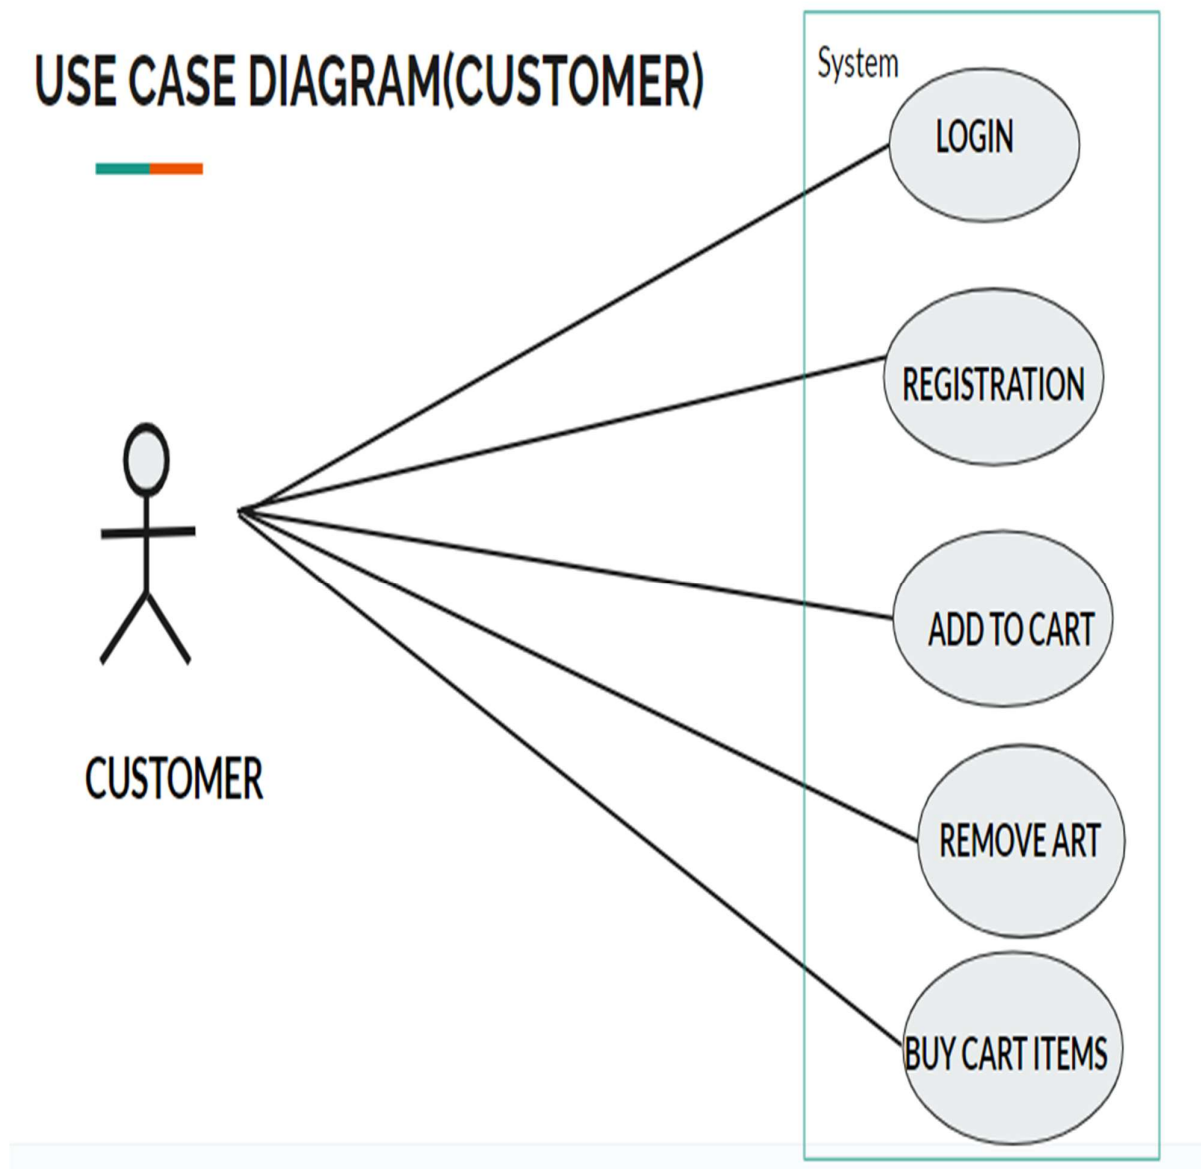 USE CASE DIAGRAM(CUSTOMER)
System
LOGIN
REGISTRATION
ADD TO CART
CUSTOMER
REMOVE ART
BUY CART ITEMS